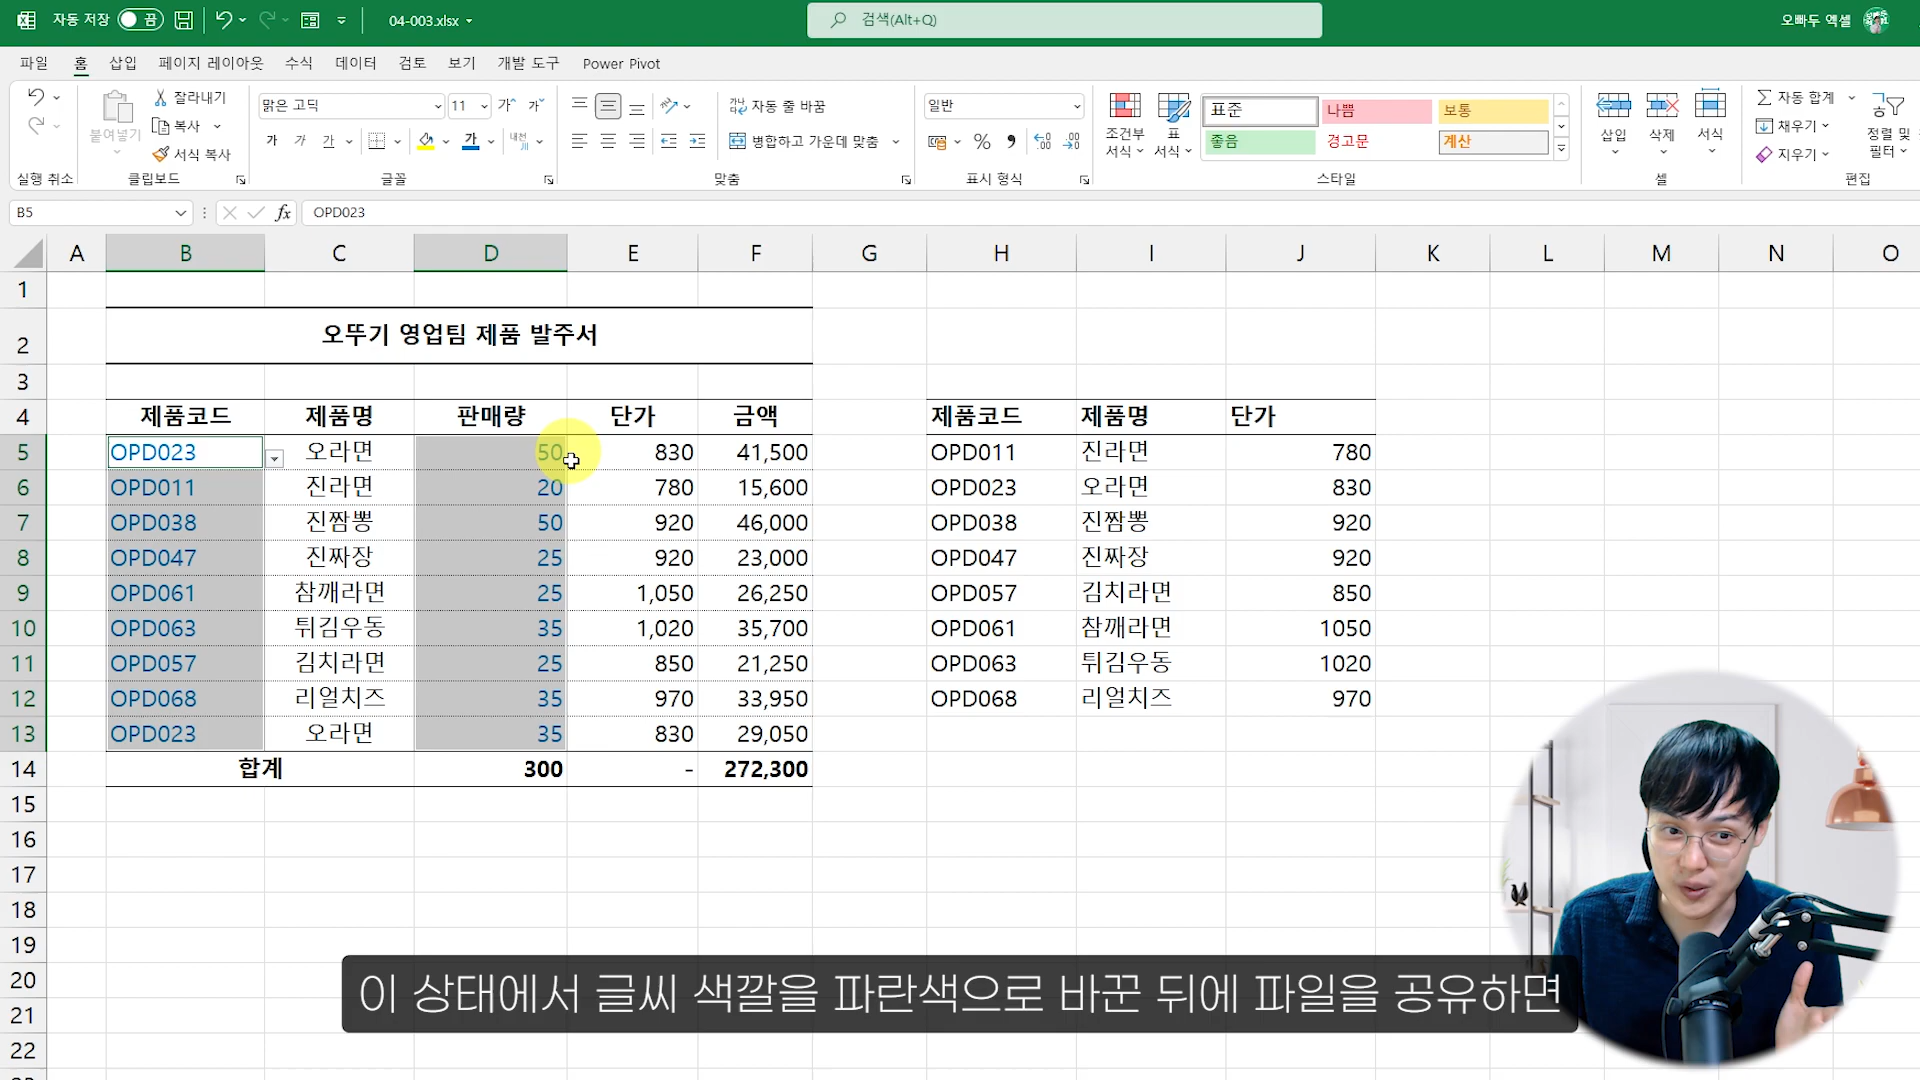 자동 저장 끔 04-003.xlsx 검색(Alt+Q) 오빠두 엑셀
파일 홈 삽입 페이지 레이아웃 수식 데이터 검토 보기 개발 도구 Power Pivot
붙여넣기 잘라내기 복사 서식 복사
맑은 고딕 11 가 가
가 가 가 가 내천
가나 자동 줄 바꿈
병합하고 가운데 맞춤
일반
% 9
조건부 서식 표 서식
표준 나쁨 보통
좋음 경고문 계산
삽입 삭제 서식
자동 합계 채우기 지우기
정렬 및 필터
실행 취소 클립보드 글꼴 맞춤 표시 형식 스타일 셀 편집
B5 fx OPD023
A B C D E F G H I J K L M N O
1
2 오뚜기 영업팀 제품 발주서
3
4 제품코드 제품명 판매량 단가 금액 제품코드 제품명 단가
5 OPD023 오라면 50 830 41,500 OPD011 진라면 780
6 OPD011 진라면 20 780 15,600 OPD023 오라면 830
7 OPD038 진짬뽕 50 920 46,000 OPD038 진짬뽕 920
8 OPD047 진짜장 25 920 23,000 OPD047 진짜장 920
9 OPD061 참깨라면 25 1,050 26,250 OPD057 김치라면 850
10 OPD063 튀김우동 35 1,020 35,700 OPD061 참깨라면 1050
11 OPD057 김치라면 25 850 21,250 OPD063 튀김우동 1020
12 OPD068 리얼치즈 35 970 33,950 OPD068 리얼치즈 970
13 OPD023 오라면 35 830 29,050
14 합계 300 - 272,300
15
16
17
18
19
20
21
22
이 상태에서 글씨 색깔을 파란색으로 바꾼 뒤에 파일을 공유하면